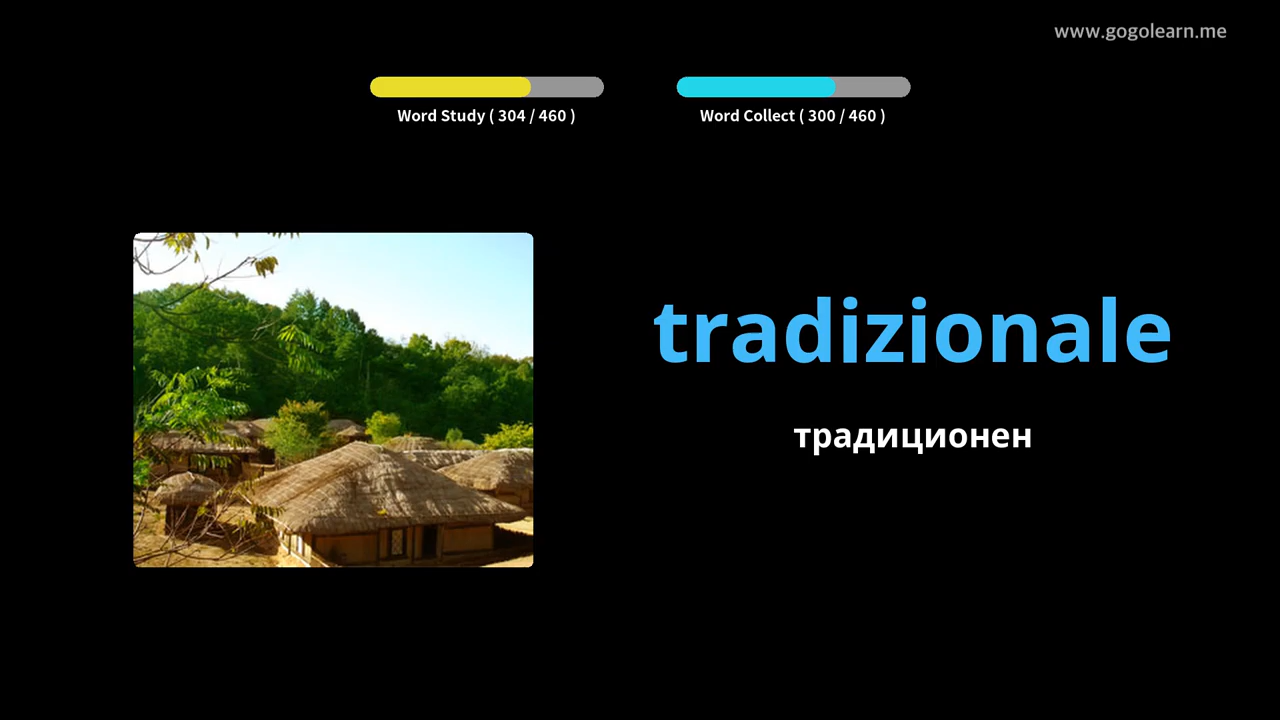 www.gogolearn.me
Word Study ( 304 / 460 )
Word Collect ( 300 / 460 )
tradizionale
традиционен